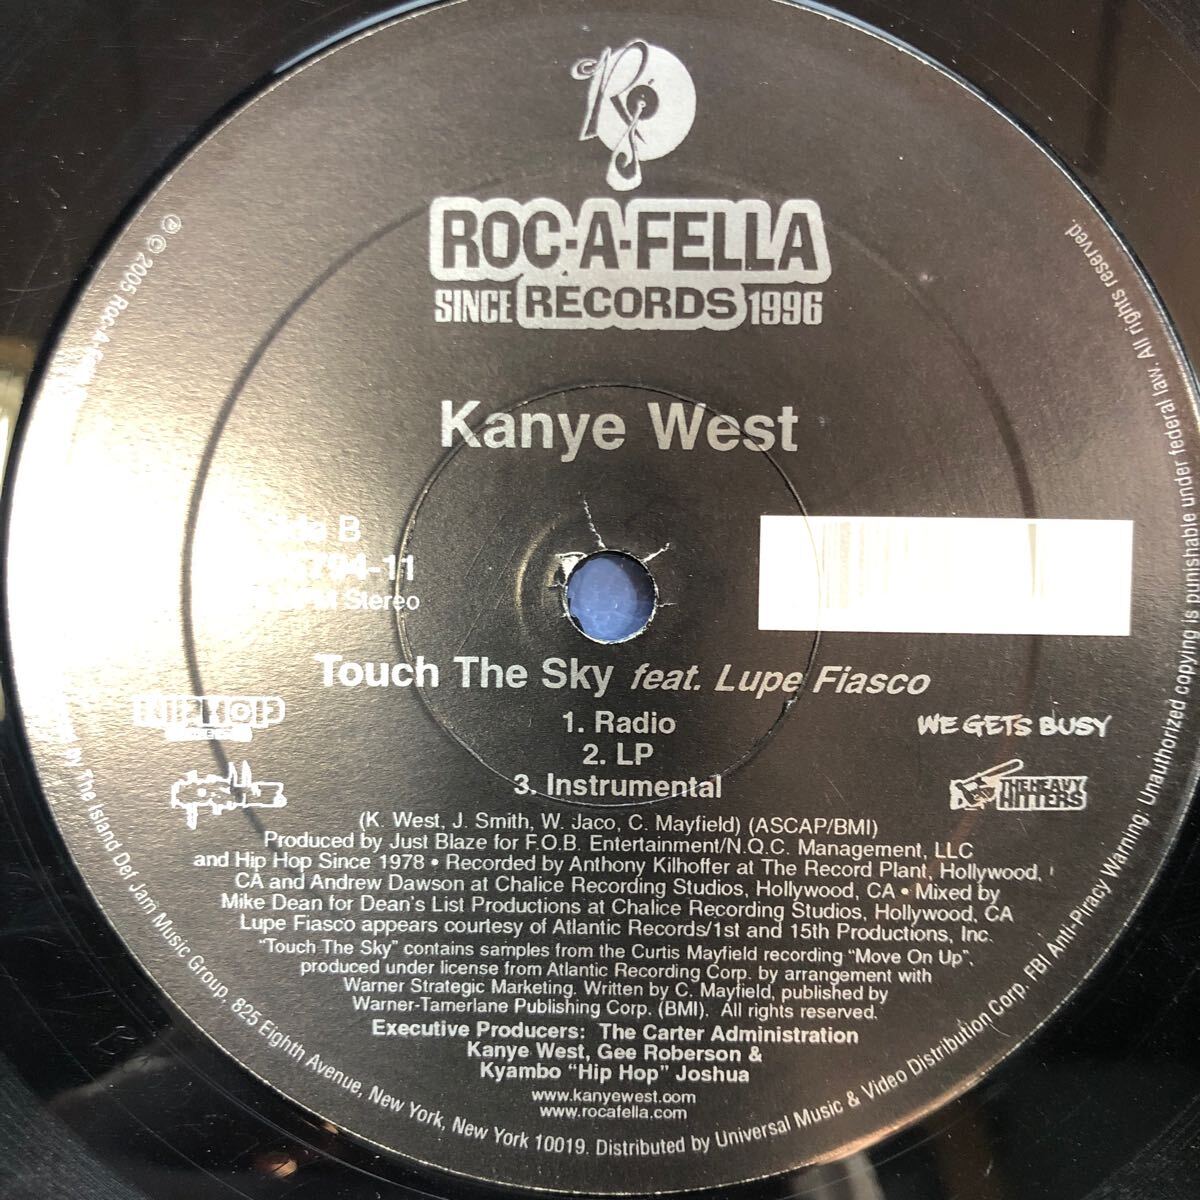 ROC-A-FELLA
SINCE RECORDS 1996
Kanye West
Side B
Stereo
Touch The Sky feat. Lupe Fiasco
1. Radio
2. LP
3. Instrumental
WE GETS BUSY
THE HEAVY
HITTERS
(K. West, J. Smith, W. Jaco, C. Mayfield) (ASCAP/BMI)
Produced by Just Blaze for F.O.B. Entertainment/N.Q.C. Management, LLC
and Hip Hop Since 1978 • Recorded by Anthony Kilhoffer at The Record Plant, Hollywood,
CA and Andrew Dawson at Chalice Recording Studios, Hollywood, CA • Mixed by
Mike Dean for Dean's List Productions at Chalice Recording Studios, Hollywood, CA
Lupe Fiasco appears courtesy of Atlantic Records/1st and 15th Productions, Inc.
"Touch The Sky" contains samples from the Curtis Mayfield recording "Move On Up",
produced under license from Atlantic Recording Corp. by arrangement with
Warner Strategic Marketing. Written by C. Mayfield, published by
Warner-Tamerlane Publishing Corp. (BMI). All rights reserved.
Executive Producers: The Carter Administration
Kanye West, Gee Roberson &
Kyambo "Hip Hop" Joshua
www.kanyewest.com
www.rocafella.com
℗ © 2005 Roc-A- by The Island Def Jam Music Group, 825 Eighth Avenue, New York, New York 10019. Distributed by Universal Music & Video Distribution Corp. FBI Anti-Piracy Warning: Unauthorized copying is punishable under federal law. All rights reserved.